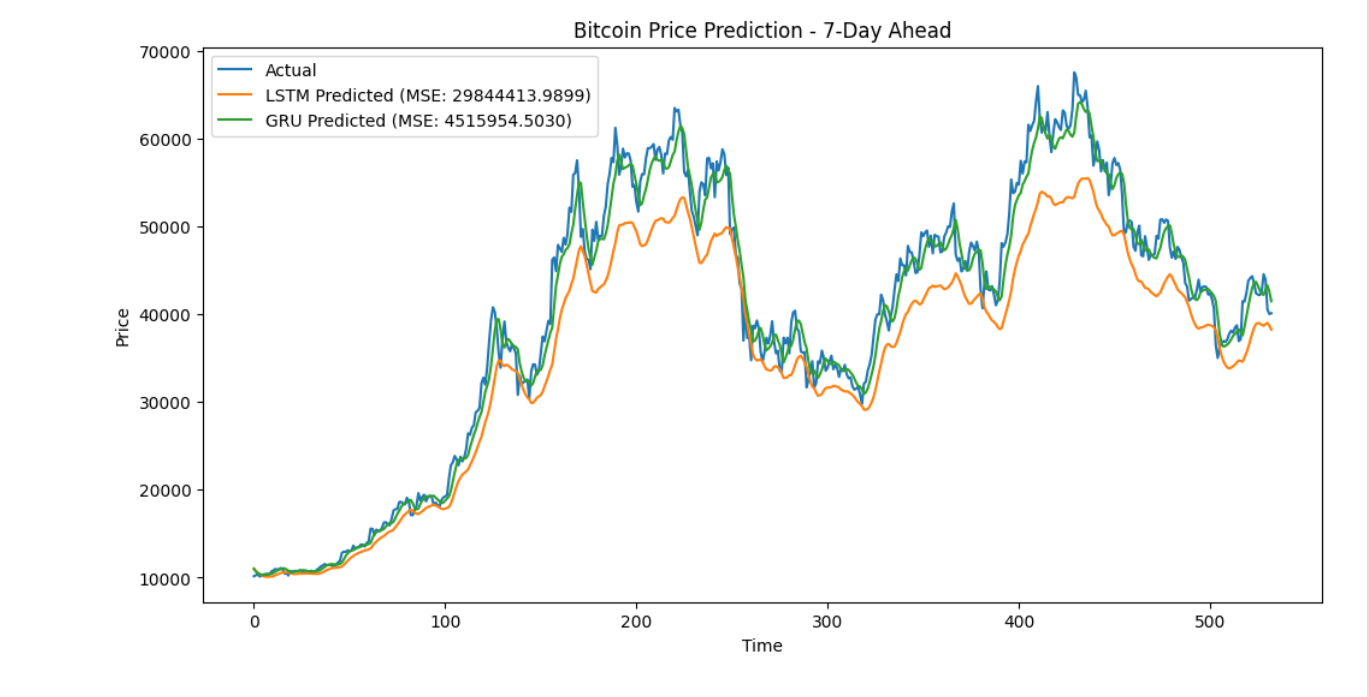 Bitcoin Price Prediction - 7-Day Ahead
Actual
LSTM Predicted (MSE: 29844413.9899)
GRU Predicted (MSE: 4515954.5030)
70000
60000
50000
40000
30000
20000
10000
Price
0 100 200 300 400 500
Time